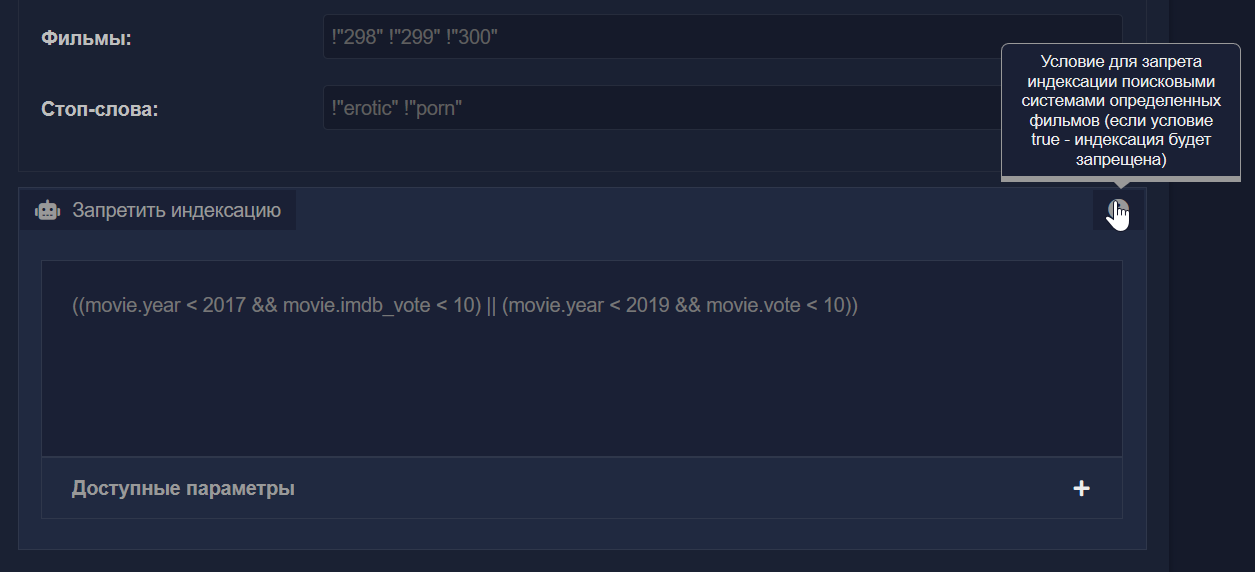 Фильмы:
!"298" !"299" !"300"
Условие для запрета
индексации поисковыми
системами определенных
фильмов (если условие
true - индексация будет
запрещена)
Стоп-слова:
!"erotic" !"porn"
Запретить индексацию
((movie.year < 2017 && movie.imdb_vote < 10) || (movie.year < 2019 && movie.vote < 10))
Доступные параметры